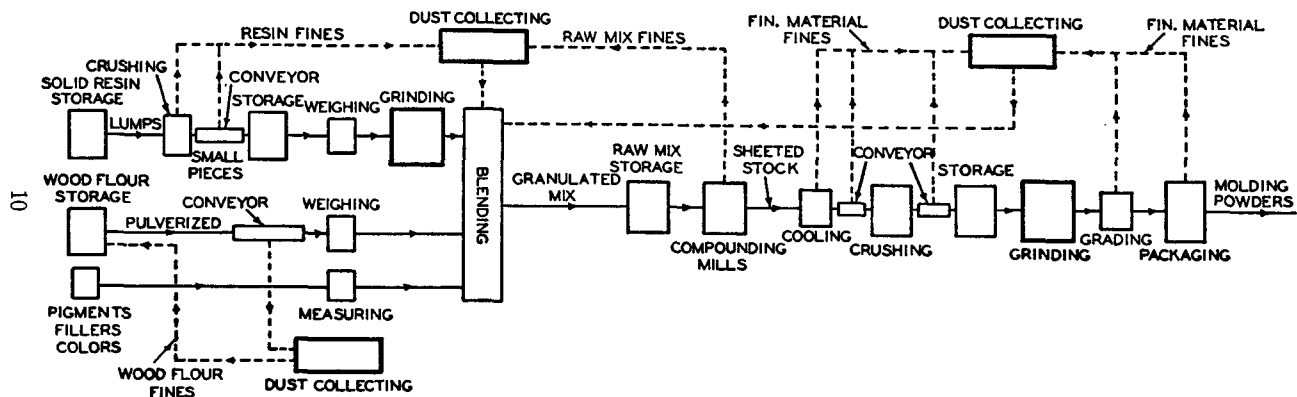 DUST COLLECTING
DUST COLLECTING
FIN. MATERIAL
FINES
FIN. MATERIAL
FINES
RESIN FINES
RAW MIX FINES
CRUSHING
SOLID RESIN
STORAGE
CONVEYOR
STORAGE
WEIGHING
GRINDING
LUMPS
SMALL
PIECES
WOOD FLOUR
STORAGE
PULVERIZED
CONVEYOR
WEIGHING
BLENDING
GRANULATED
MIX
RAW MIX
STORAGE
SHEETED
STOCK
CONVEYOR
STORAGE
MOLDING
POWDERS
COMPOUNDING
MILLS
COOLING
CRUSHING
GRINDING
GRADING
PACKAGING
PIGMENTS
FILLERS
COLORS
MEASURING
WOOD FLOUR
FINES
DUST COLLECTING
10